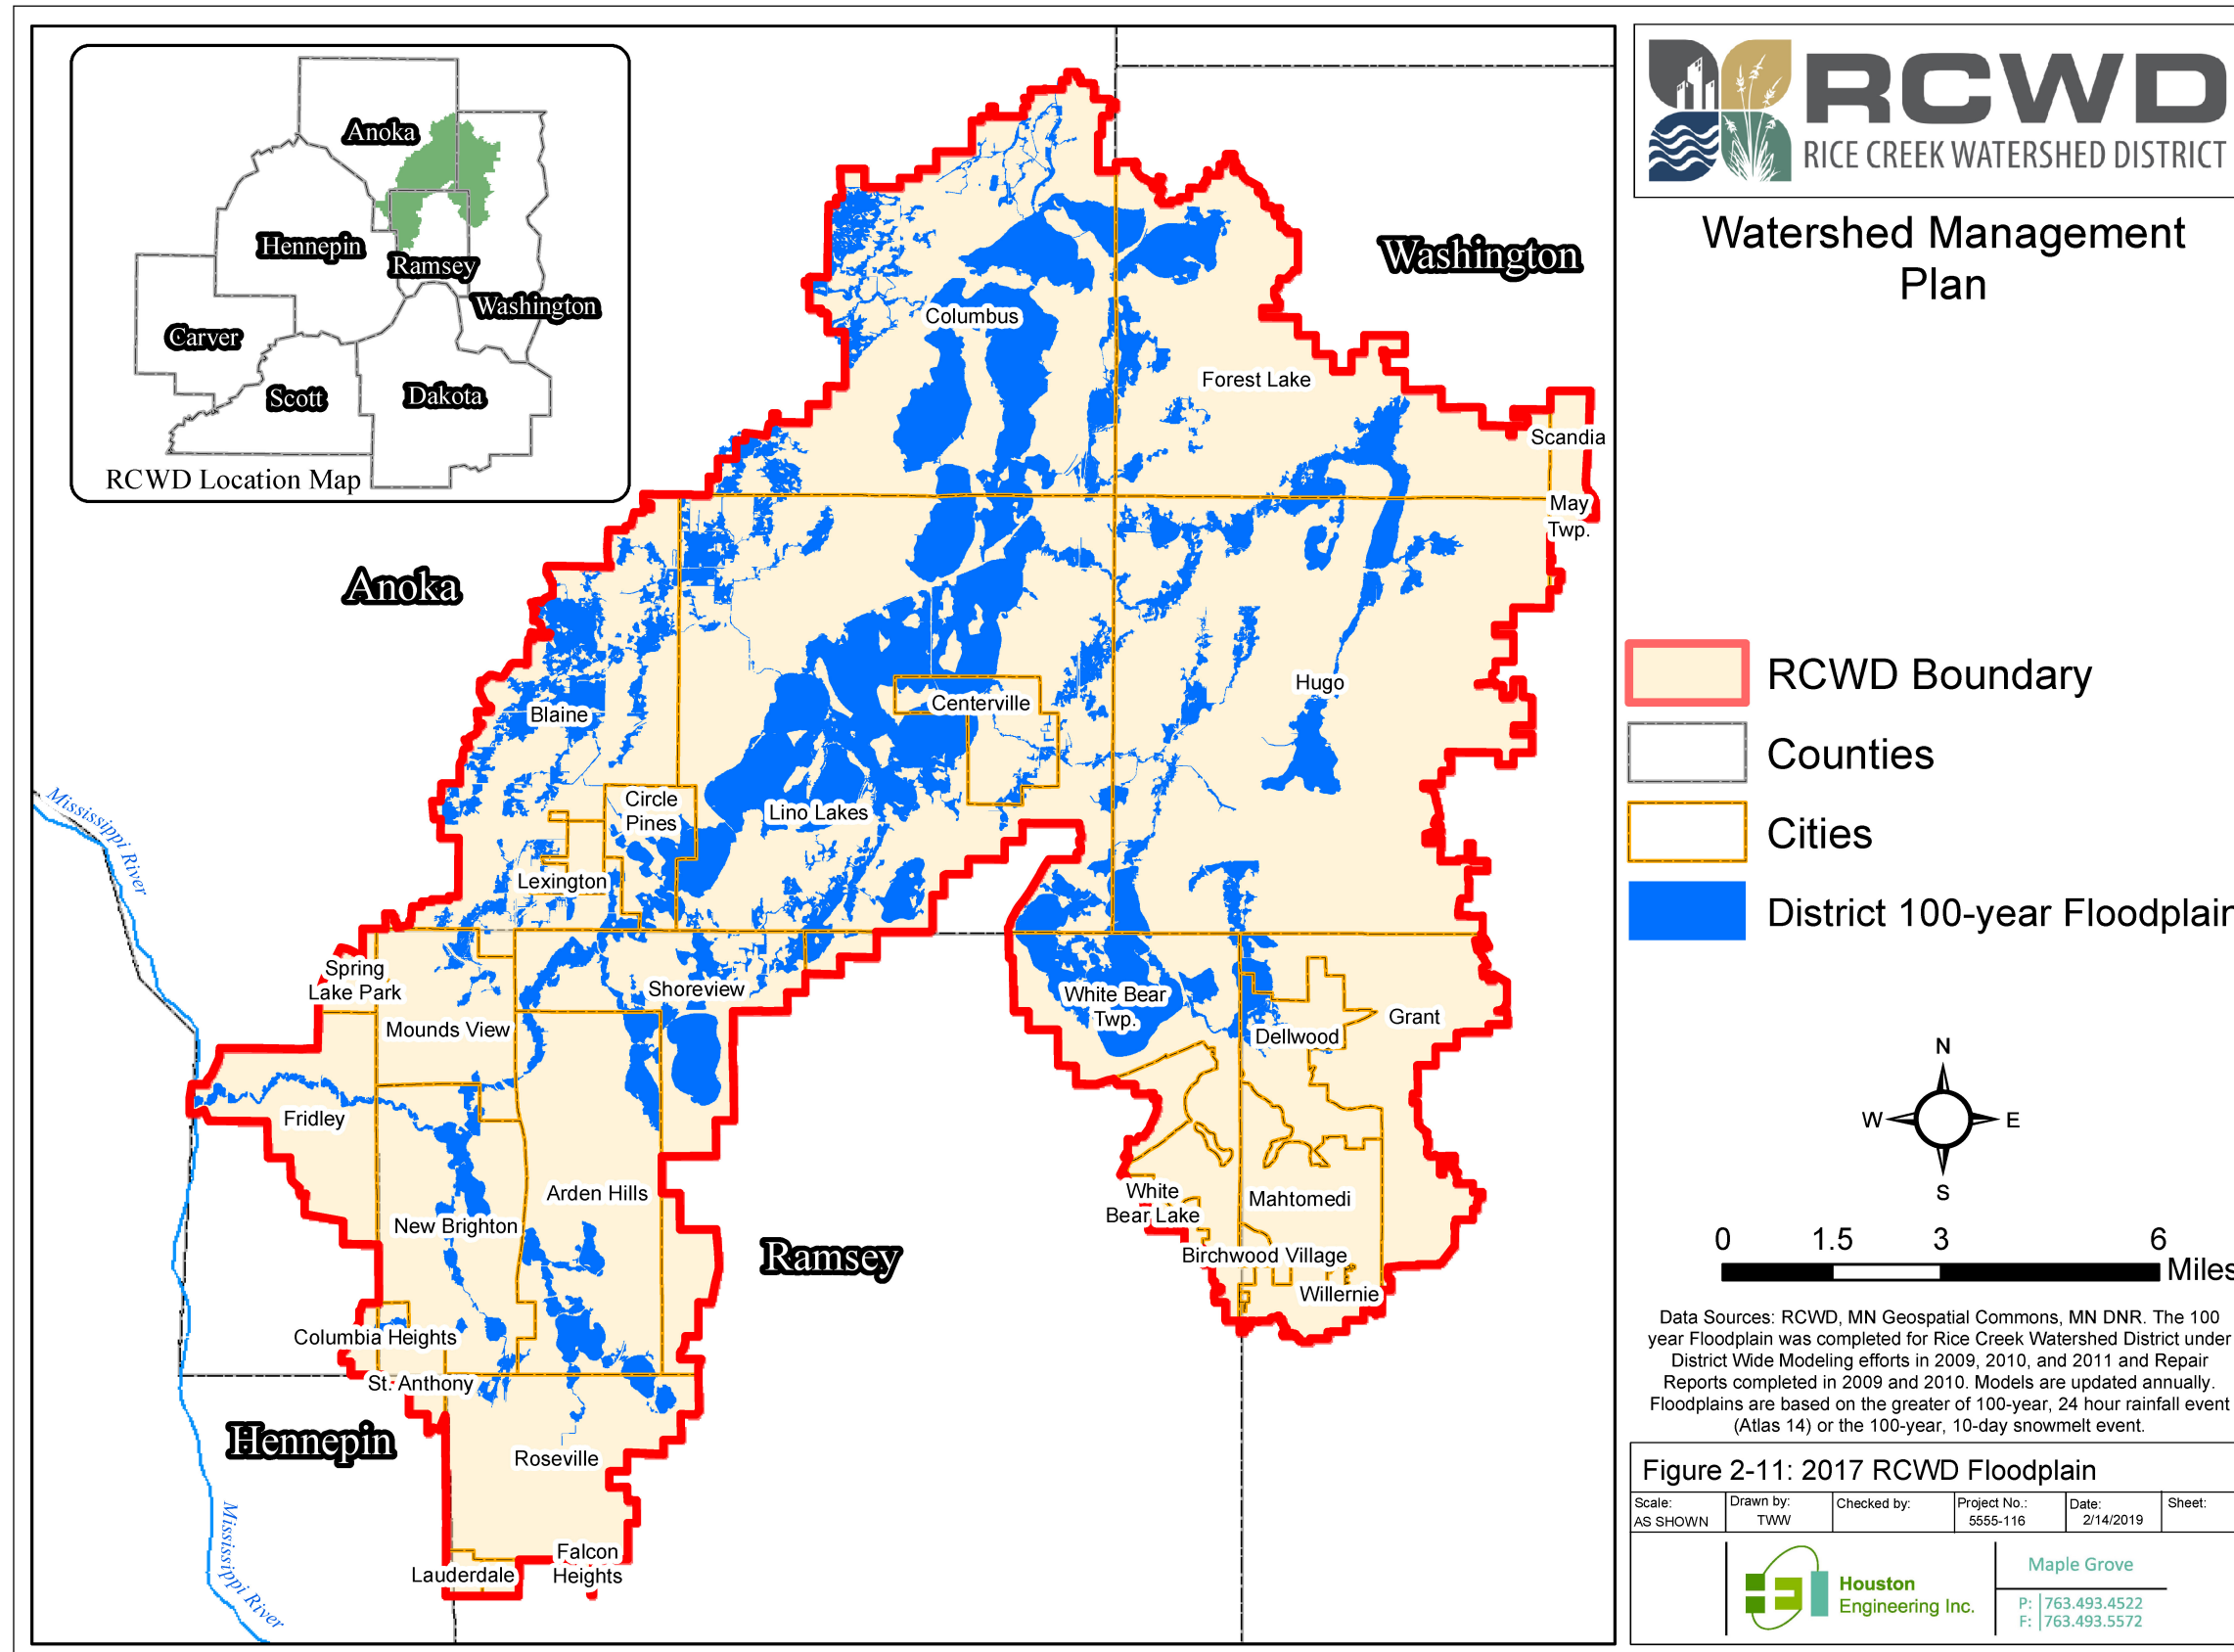 Anoka
Hennepin
Ramsey
Washington
Carver
Scott
Dakota
RCWD Location Map
Washington
Columbus
Forest Lake
Scandia
May
Twp.
Anoka
Hugo
Centerville
Blaine
Circle
Pines
Lino Lakes
Lexington
Mississippi River
Spring
Lake Park
Shoreview
White Bear
Twp.
Mounds View
Grant
Dellwood
Fridley
Arden Hills
New Brighton
White
Bear Lake
Mahtomedi
Birchwood Village
Willernie
Ramsey
Columbia Heights
St. Anthony
Hennepin
Roseville
Falcon
Heights
Lauderdale
Mississippi River
RCWD
RICE CREEK WATERSHED DISTRICT
Watershed Management
Plan
RCWD Boundary
Counties
Cities
District 100-year Floodplain
N
W E
S
0 1.5 3 6
Miles
Data Sources: RCWD, MN Geospatial Commons, MN DNR. The 100
year Floodplain was completed for Rice Creek Watershed District under
District Wide Modeling efforts in 2009, 2010, and 2011 and Repair
Reports completed in 2009 and 2010. Models are updated annually.
Floodplains are based on the greater of 100-year, 24 hour rainfall event
(Atlas 14) or the 100-year, 10-day snowmelt event.
Figure 2-11: 2017 RCWD Floodplain
Scale: Drawn by: Checked by: Project No.: Date: Sheet:
AS SHOWN TWW 5555-116 2/14/2019
Houston
Engineering Inc.
Maple Grove
P: 763.493.4522
F: 763.493.5572